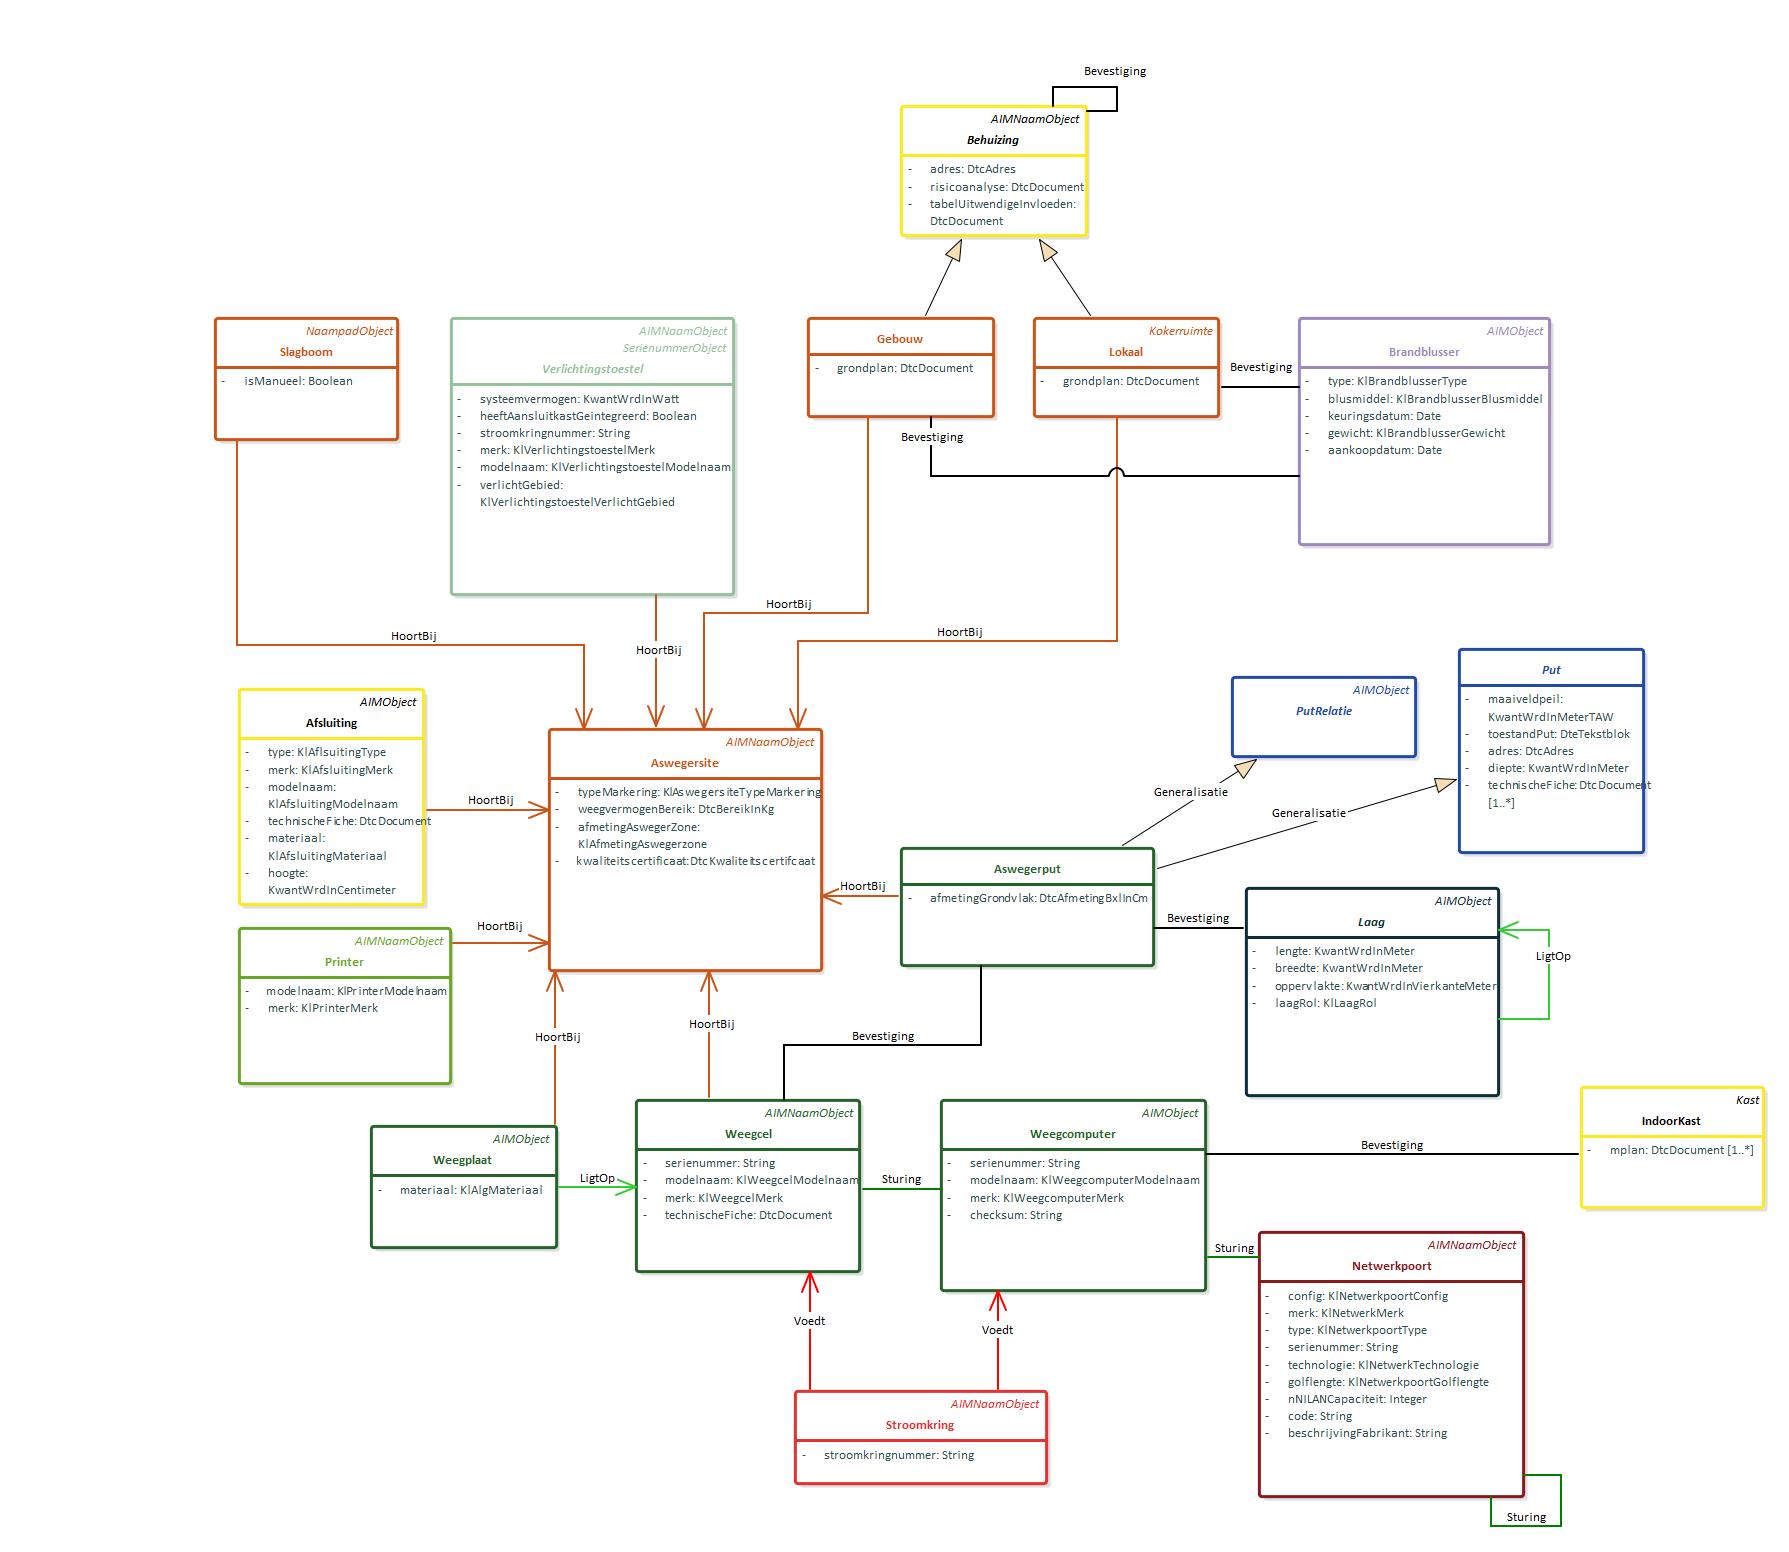 Bevestiging
AIMNaamObject
Behuizing
- adres: DtcAdres
- risicoanalyse: DtcDocument
- tabelUitwendigeInvloeden:
DtcDocument
NaampadObject
Slagboom
- isManueel: Boolean
AIMNaamObject
SerienummerObject
Verlichtingstoestel
- systeemvermogen: KwantWrdInWatt
- heeftAansluitkastGeintegreerd: Boolean
- stroomkringnummer: String
- merk: KlVerlichtingstoestelMerk
- modelnaam: KlVerlichtingstoestelModelnaam
- verlichtGebied:
KlVerlichtingstoestelVerlichtGebied
Gebouw
- grondplan: DtcDocument
Kokerruimte
Lokaal
- grondplan: DtcDocument
Bevestiging
AIMObject
Brandblusser
- type: KlBrandblusserType
- blusmiddel: KlBrandblusserBlusmiddel
- keuringsdatum: Date
- gewicht: KlBrandblusserGewicht
- aankoopdatum: Date
Bevestiging
HoortBij
HoortBij
HoortBij
HoortBij
AIMObject
Afsluiting
- type: KlAflsuitingType
- merk: KlAfsluitingMerk
- modelnaam:
KlAfsluitingModelnaam
- technischeFiche: DtcDocument
- materiaal:
KlAfsluitingMateriaal
- hoogte:
KwantWrdInCentimeter
HoortBij
AIMNaamObject
Aswegersite
- typeMarkering: KlAswegersiteTypeMarkering
- weegvermogenBereik: DtcBereikInKg
- afmetingAswegerZone:
KlAfmetingAswegerzone
- kwaliteitscertificaat:DtcKwaliteitscertifcaat
AIMObject
PutRelatie
Put
- maaiveldpeil:
KwantWrdInMeterTAW
- toestandPut: DteTekstblok
- adres: DtcAdres
- diepte: KwantWrdInMeter
- technischeFiche: DtcDocument
[1..*]
Generalisatie
Generalisatie
Aswegerput
- afmetingGrondvlak: DtcAfmetingBxlInCm
HoortBij
Bevestiging
AIMObject
Laag
- lengte: KwantWrdInMeter
- breedte: KwantWrdInMeter
- oppervlakte: KwantWrdInVierkanteMeter
- laagRol: KlLaagRol
LigtOp
AIMNaamObject
Printer
- modelnaam: KlPrinterModelnaam
- merk: KlPrinterMerk
HoortBij
HoortBij
HoortBij
Bevestiging
AIMObject
Weegplaat
- materiaal: KlAlgMateriaal
LigtOp
AIMNaamObject
Weegcel
- serienummer: String
- modelnaam: KlWeegcelModelnaam
- merk: KlWeegcelMerk
- technischeFiche: DtcDocument
Sturing
AIMObject
Weegcomputer
- serienummer: String
- modelnaam: KlWeegcomputerModelnaam
- merk: KlWeegcomputerMerk
- checksum: String
Bevestiging
Kast
IndoorKast
- mplan: DtcDocument [1..*]
Sturing
AIMNaamObject
Netwerkpoort
- config: KlNetwerkpoortConfig
- merk: KlNetwerkMerk
- type: KlNetwerkpoortType
- serienummer: String
- technologie: KlNetwerkTechnologie
- golflengte: KlNetwerkpoortGolflengte
- nNILANCapaciteit: Integer
- code: String
- beschrijvingFabrikant: String
Sturing
Voedt
Voedt
AIMNaamObject
Stroomkring
- stroomkringnummer: String